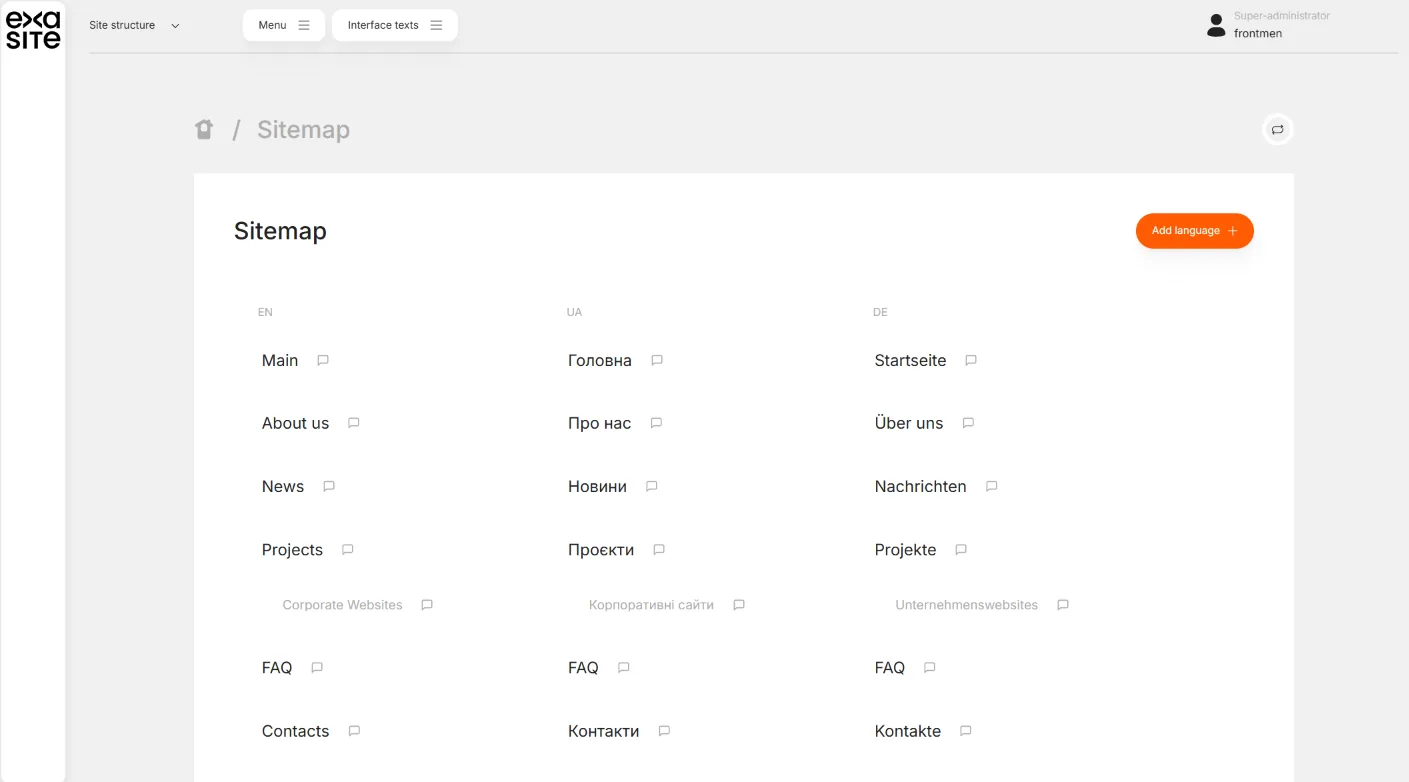 exa
site
Site structure
Menu
Interface texts
Super-administrator
frontmen
/ Sitemap
Sitemap
Add language +
EN UA DE
Main Головна Startseite
About us Про нас Über uns
News Новини Nachrichten
Projects Проєкти Projekte
Corporate Websites Корпоративні сайти Unternehmenswebsites
FAQ FAQ FAQ
Contacts Контакти Kontakte